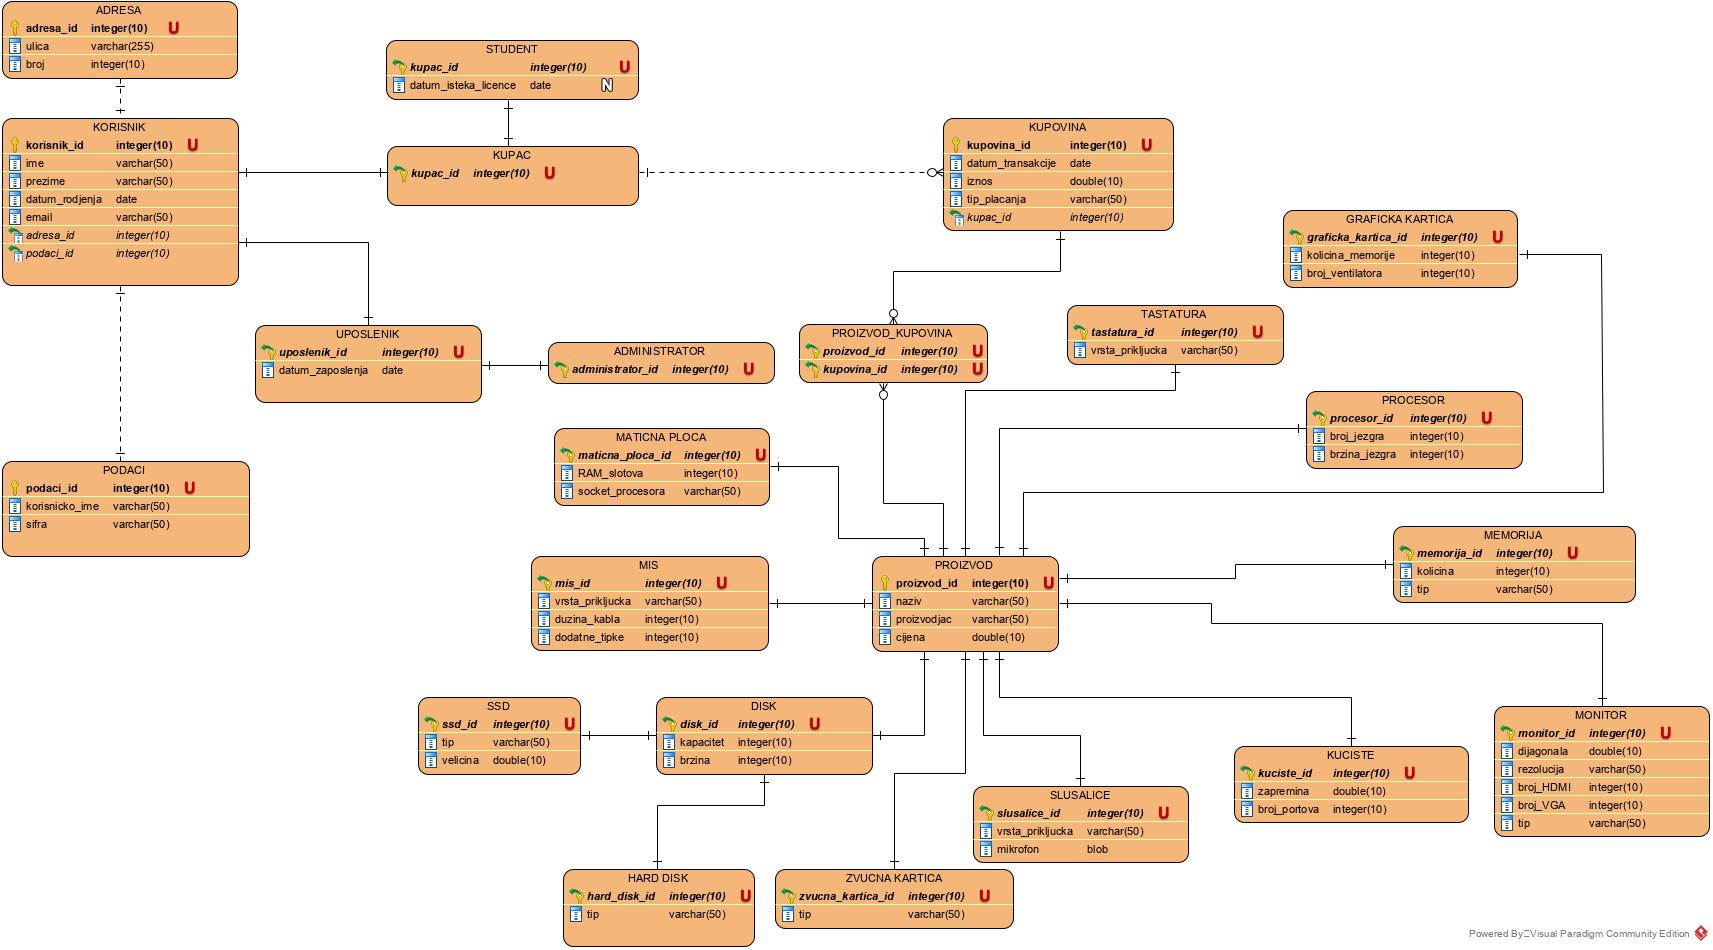 ADRESA
adresa_id integer(10) U
ulica varchar(255)
broj integer(10)
STUDENT
kupac_id integer(10) U
datum_isteka_licence date N
KORISNIK
korisnik_id integer(10) U
ime varchar(50)
prezime varchar(50)
datum_rodjenja date
email varchar(50)
adresa_id integer(10)
podaci_id integer(10)
KUPAC
kupac_id integer(10) U
KUPOVINA
kupovina_id integer(10) U
datum_transakcije date
iznos double(10)
tip_placanja varchar(50)
kupac_id integer(10)
GRAFICKA KARTICA
graficka_kartica_id integer(10) U
kolicina_memorije integer(10)
broj_ventilatora integer(10)
UPOSLENIK
uposlenik_id integer(10) U
datum_zaposlenja date
ADMINISTRATOR
administrator_id integer(10) U
PROIZVOD_KUPOVINA
proizvod_id integer(10) U
kupovina_id integer(10) U
TASTATURA
tastatura_id integer(10) U
vrsta_prikljucka varchar(50)
PROCESOR
procesor_id integer(10) U
broj_jezgra integer(10)
brzina_jezgra integer(10)
PODACI
podaci_id integer(10) U
korisnicko_ime varchar(50)
sifra varchar(50)
MATICNA PLOCA
maticna_ploca_id integer(10) U
RAM_slotova integer(10)
socket_procesora varchar(50)
MIS
mis_id integer(10) U
vrsta_prikljucka varchar(50)
duzina_kabla integer(10)
dodatne_tipke integer(10)
PROIZVOD
proizvod_id integer(10) U
naziv varchar(50)
proizvodjac varchar(50)
cijena double(10)
MEMORIJA
memorija_id integer(10) U
kolicina integer(10)
tip varchar(50)
SSD
ssd_id integer(10) U
tip varchar(50)
velicina double(10)
DISK
disk_id integer(10) U
kapacitet integer(10)
brzina integer(10)
MONITOR
monitor_id integer(10) U
dijagonala double(10)
rezolucija varchar(50)
broj_HDMI integer(10)
broj_VGA integer(10)
tip varchar(50)
KUCISTE
kuciste_id integer(10) U
zapremina double(10)
broj_portova integer(10)
SLUSALICE
slusalice_id integer(10) U
vrsta_prikljucka varchar(50)
mikrofon blob
HARD DISK
hard_disk_id integer(10) U
tip varchar(50)
ZVUCNA KARTICA
zvucna_kartica_id integer(10) U
tip varchar(50)
Powered By Visual Paradigm Community Edition